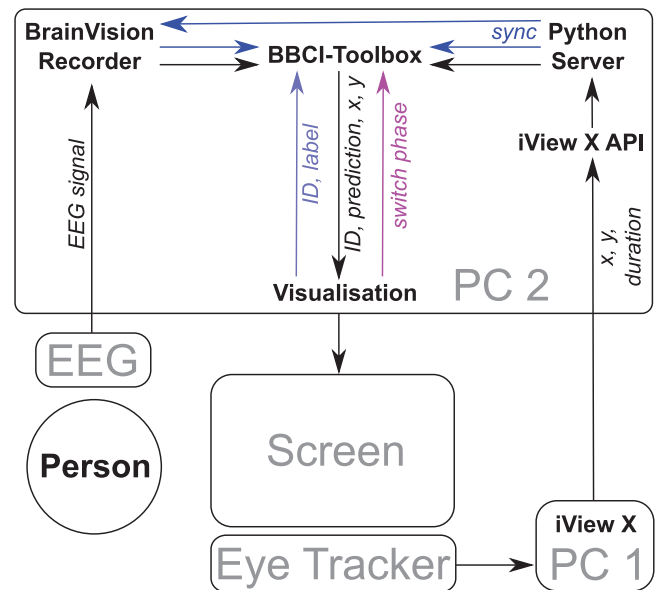 BrainVision
Recorder
BBCI-Toolbox
sync
Python
Server
iView X API
EEG signal
ID, label
ID, prediction, x, y
switch phase
x, y,
duration
Visualisation
PC 2
EEG
Person
Screen
Eye Tracker
iView X
PC 1